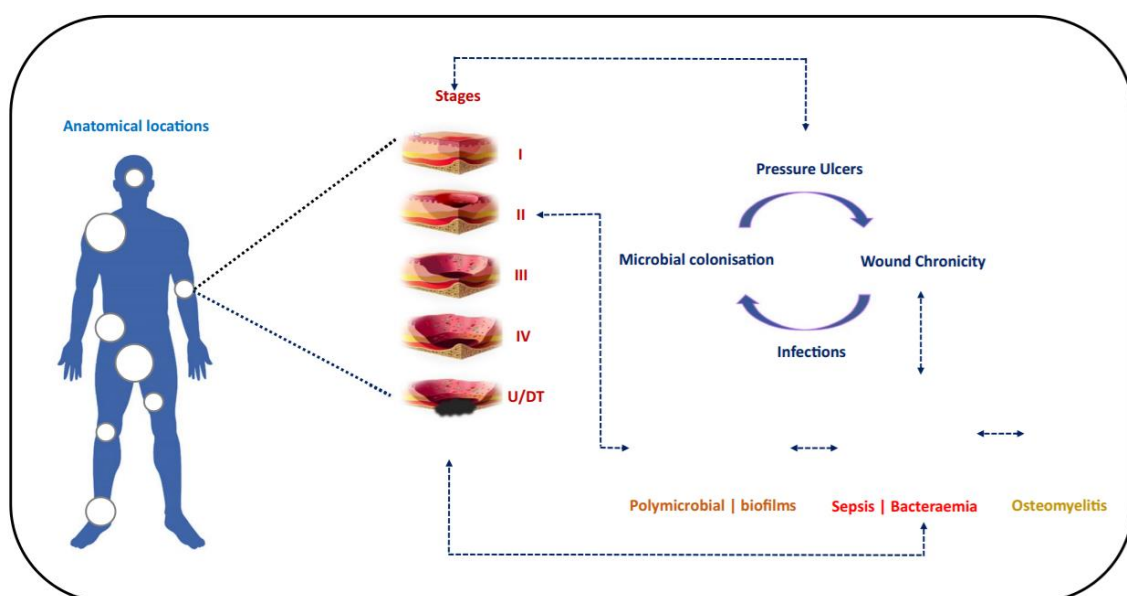 Stages
Anatomical locations
I
II
III
IV
U/DT
Pressure Ulcers
Microbial colonisation
Wound Chronicity
Infections
Polymicrobial | biofilms
Sepsis | Bacteraemia
Osteomyelitis